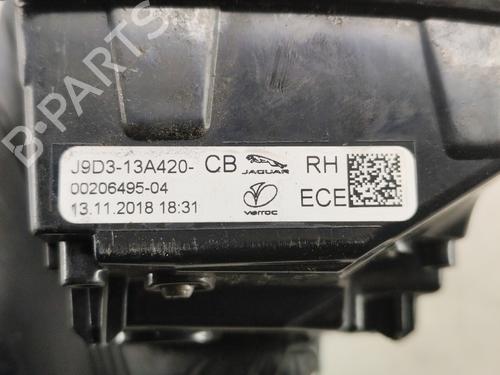 B-PARTS
J9D3-13A420- CB JAGUAR RH
00206495-04
13.11.2018 18:31 varroc ECE